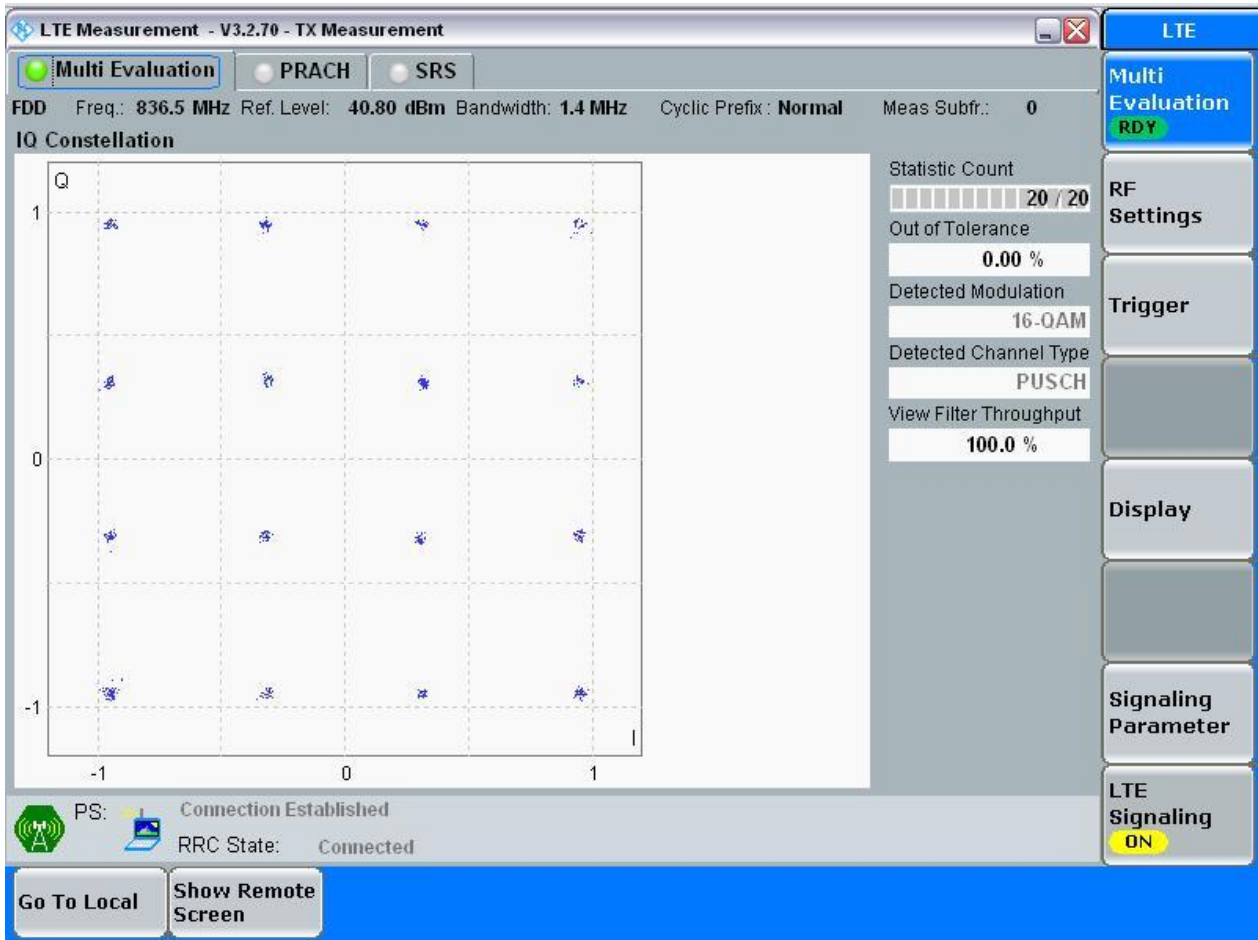 LTE Measurement - V3.2.70 - TX Measurement
LTE
Multi Evaluation PRACH SRS
FDD Freq.: 836.5 MHz Ref. Level: 40.80 dBm Bandwidth: 1.4 MHz Cyclic Prefix : Normal Meas Subfr.: 0
IQ Constellation
Q
1
0
-1
-1 0 1
I
Statistic Count
20 / 20
Out of Tolerance
0.00 %
Detected Modulation
16-QAM
Detected Channel Type
PUSCH
View Filter Throughput
100.0 %
Multi
Evaluation
RDY
RF
Settings
Trigger
Display
Signaling
Parameter
LTE
Signaling
ON
PS: Connection Established
RRC State: Connected
Go To Local
Show Remote
Screen